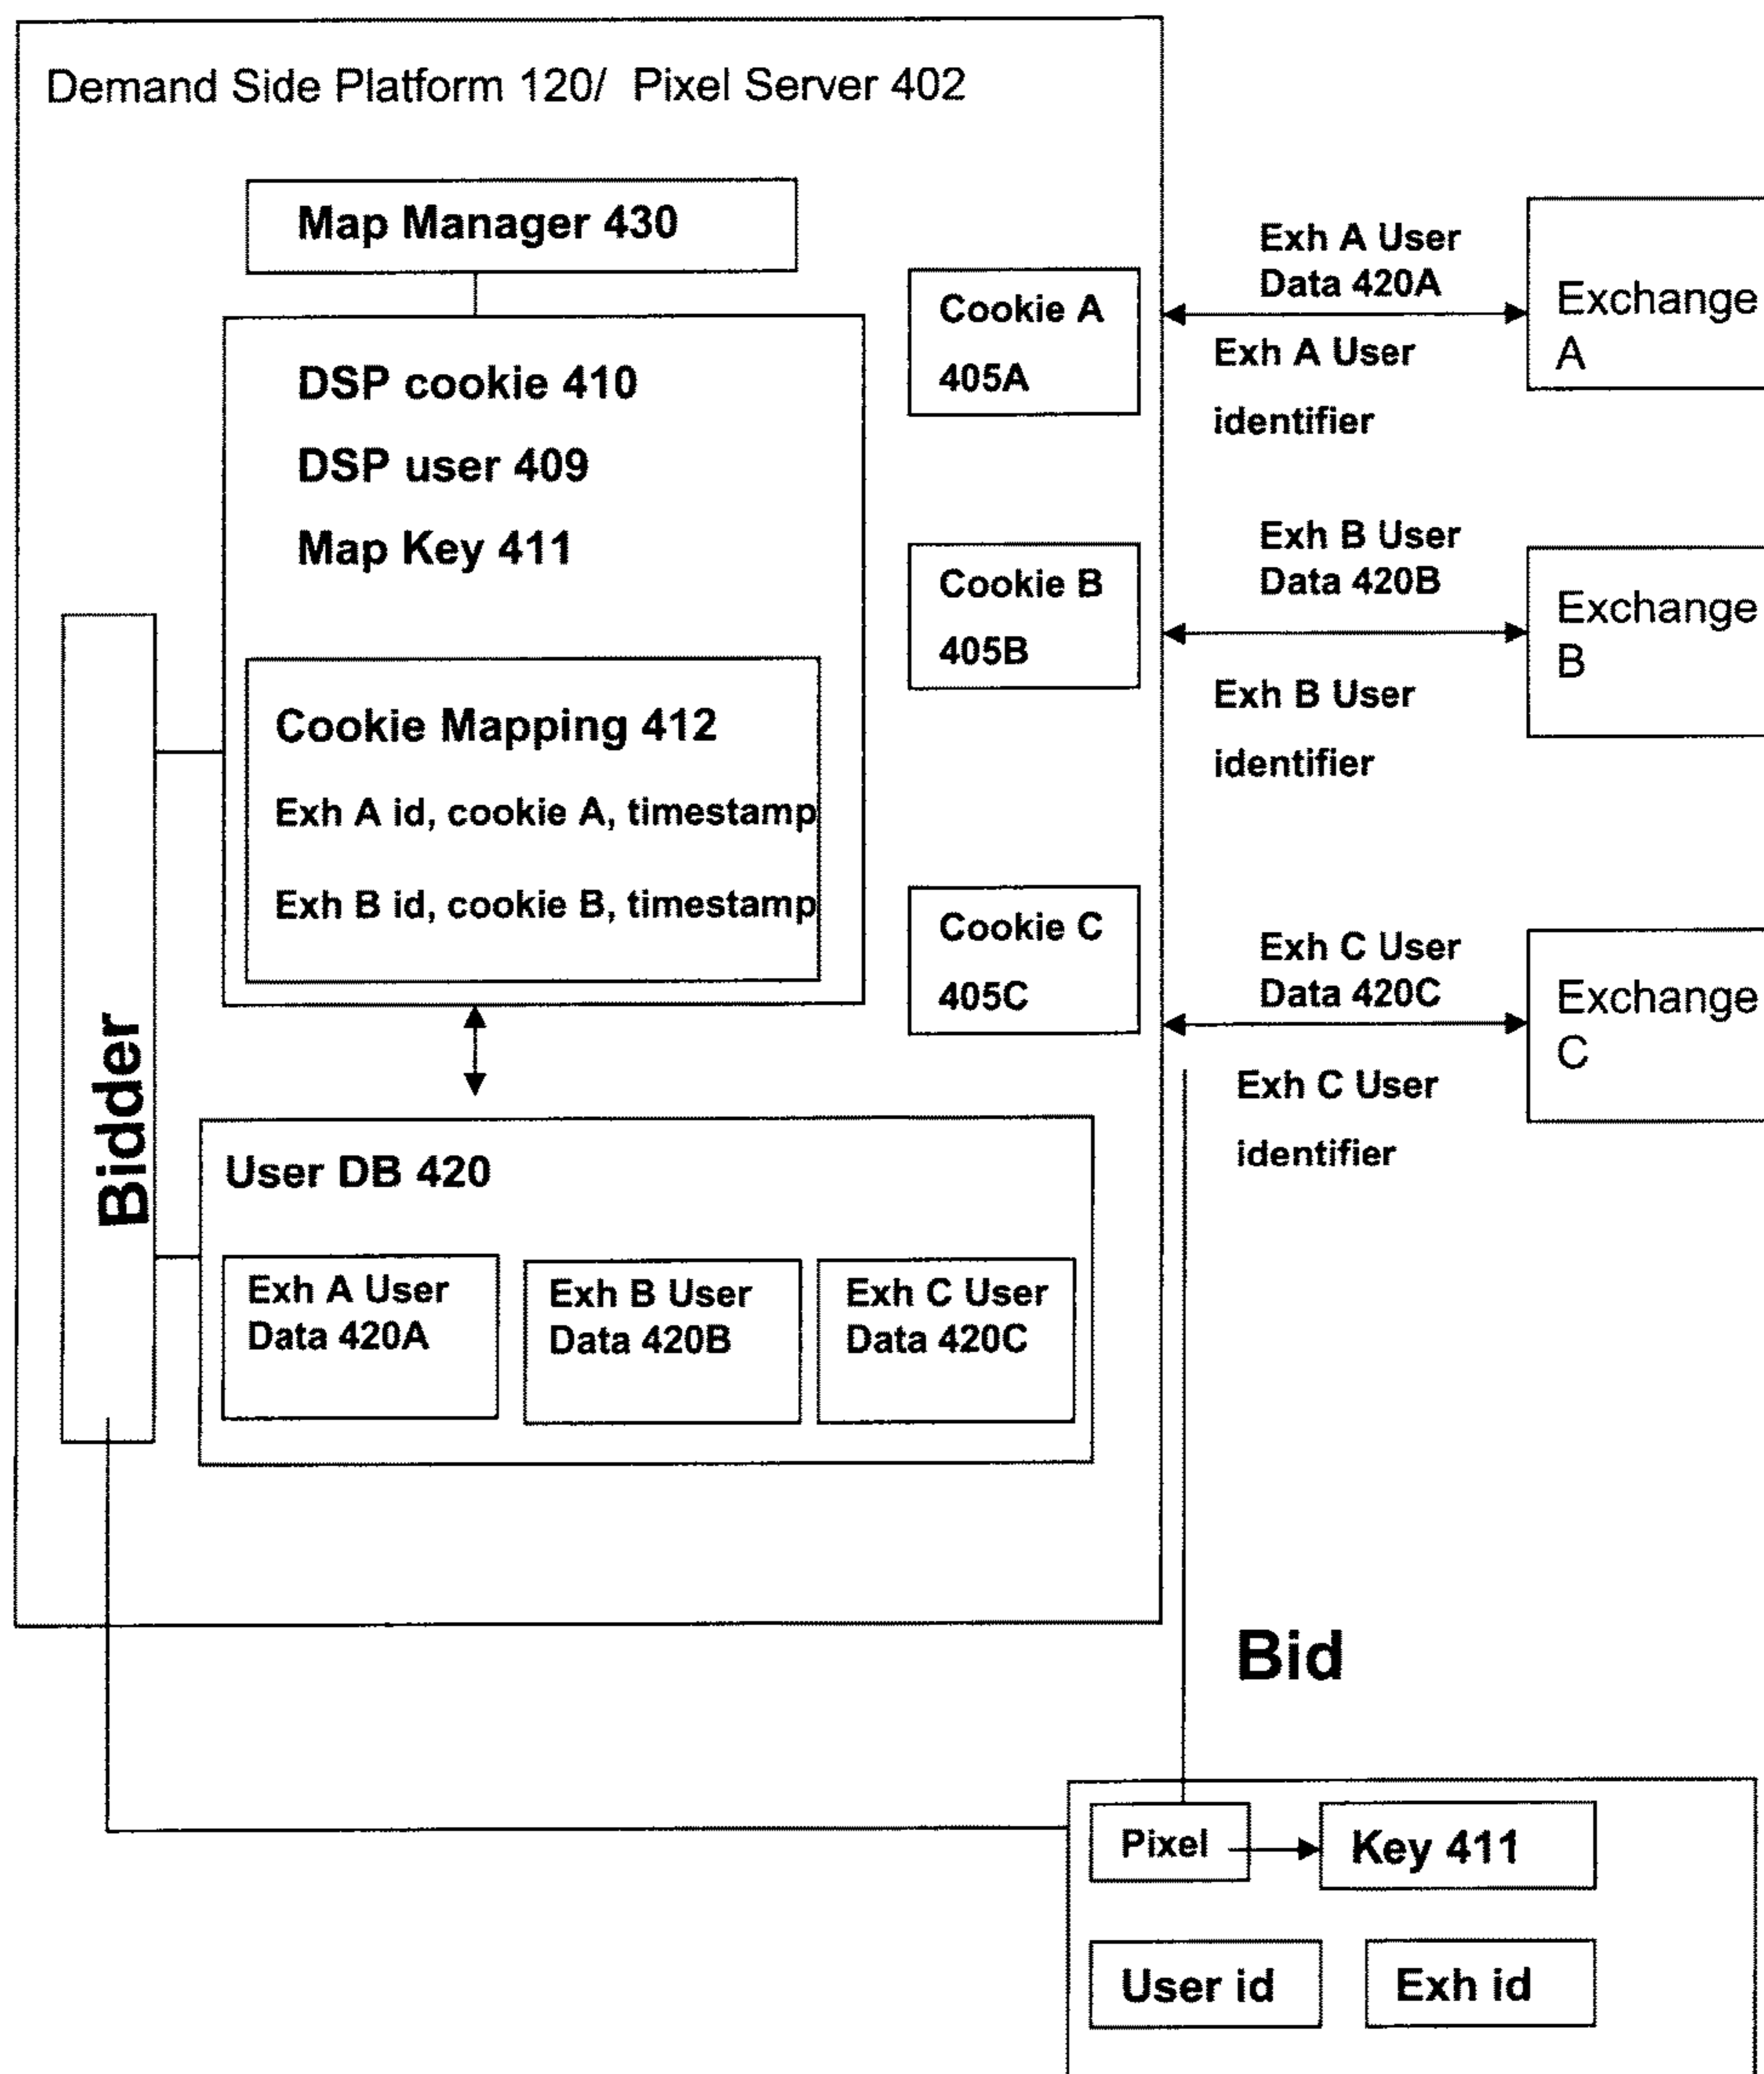 Demand Side Platform 120/ Pixel Server 402
Map Manager 430
DSP cookie 410
DSP user 409
Map Key 411
Cookie Mapping 412
Exh A id, cookie A, timestamp
Exh B id, cookie B, timestamp
Bidder
User DB 420
Exh A User
Data 420A
Exh B User
Data 420B
Exh C User
Data 420C
Cookie A
405A
Cookie B
405B
Cookie C
405C
Exh A User
Data 420A
Exh A User
identifier
Exchange
A
Exh B User
Data 420B
Exh B User
identifier
Exchange
B
Exh C User
Data 420C
Exh C User
identifier
Exchange
C
Bid
Pixel
Key 411
User id
Exh id